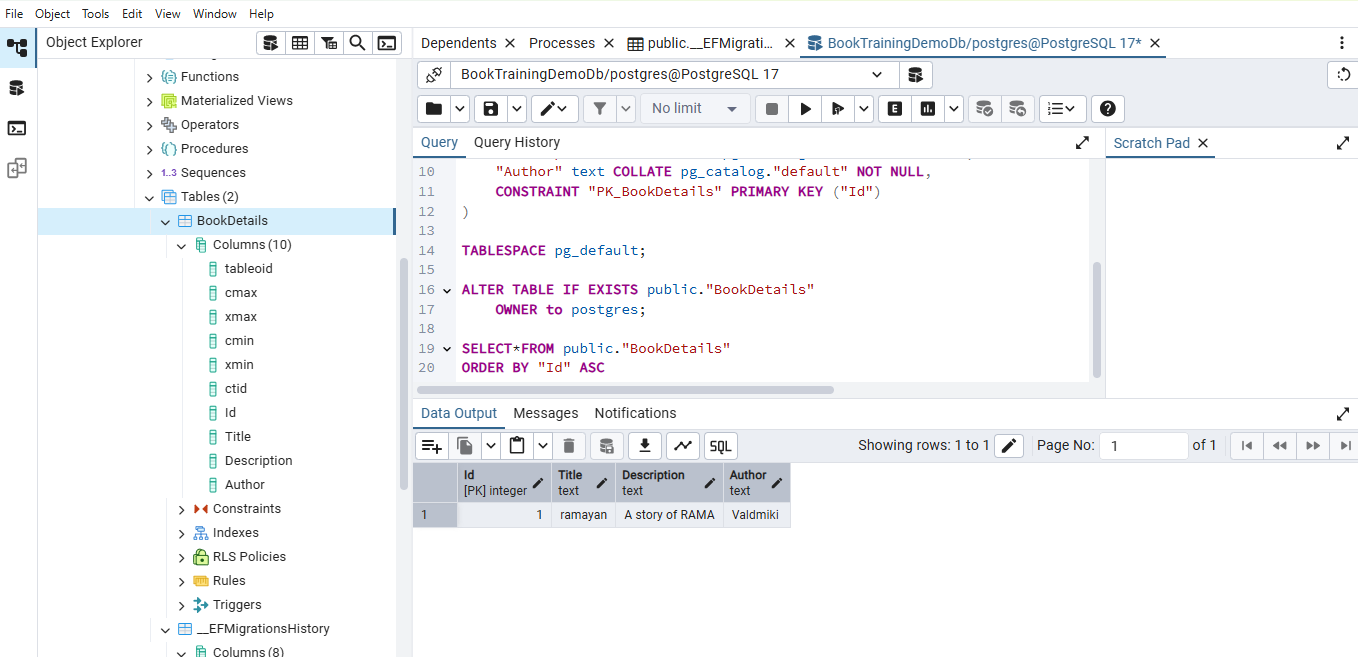 File Object Tools Edit View Window Help
Object Explorer
Functions
Materialized Views
Operators
Procedures
1..3 Sequences
Tables (2)
BookDetails
Columns (10)
tableoid
cmax
xmax
cmin
xmin
ctid
Id
Title
Description
Author
Constraints
Indexes
RLS Policies
Rules
Triggers
__EFMigrationsHistory
Columns (8)
Dependents Processes public.__EFMigrati... BookTrainingDemoDb/postgres@PostgreSQL 17*
BookTrainingDemoDb/postgres@PostgreSQL 17
No limit E
Query Query History
Scratch Pad
10 "Author" text COLLATE pg_catalog."default" NOT NULL,
11 CONSTRAINT "PK_BookDetails" PRIMARY KEY ("Id")
12 )
13
14 TABLESPACE pg_default;
15
16 ALTER TABLE IF EXISTS public."BookDetails"
17 OWNER to postgres;
18
19 SELECT*FROM public."BookDetails"
20 ORDER BY "Id" ASC
Data Output Messages Notifications
SQL Showing rows: 1 to 1 Page No: 1 of 1
Id Title Description Author
[PK] integer text text text
1 1 ramayan A story of RAMA Valdmiki